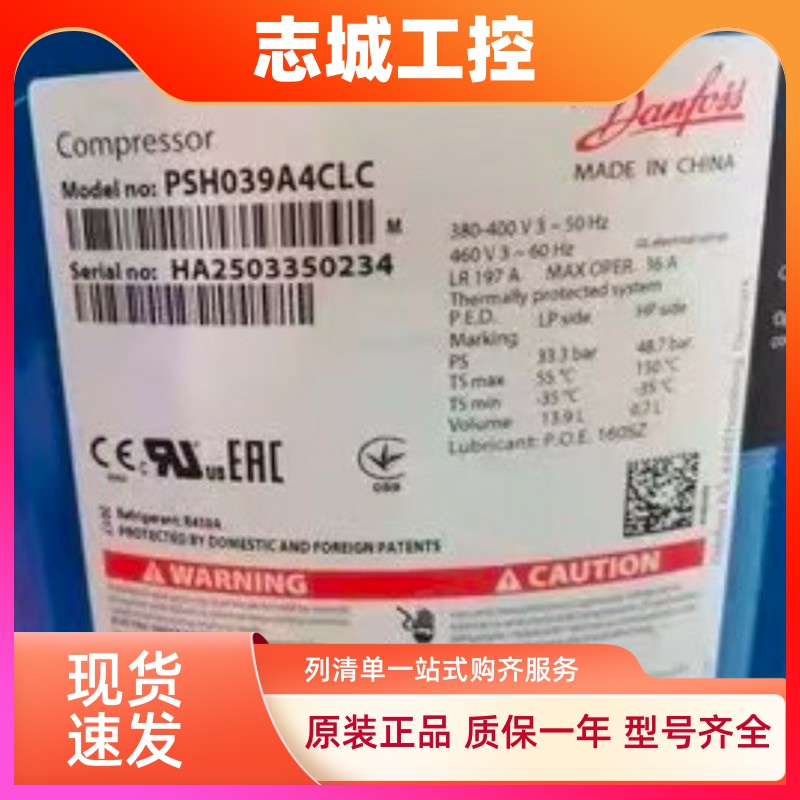 志城工控
Danfoss
MADE IN CHINA
Compressor
Model no: PSH039A4CLC
M
Serial no: HA2503350234
380-400 V 3 ~ 50 Hz
460 V 3 ~ 60 Hz
LR 197 A MAX OPER. 36 A
Thermally protected system
P.E.D. LP side HP side
Marking
PS 33.3 bar 48.7 bar
TS max 55 °C 150 °C
TS min -35 °C -35 °C
Volume 13.9 L 0.7 L
Lubricant: P.O.E. 160SZ
CE c RU us EAC
Refrigerant: R410A
PROTECTED BY DOMESTIC AND FOREIGN PATENTS
WARNING
CAUTION
现货
速发
列清单一站式购齐服务
原装正品 质保一年 型号齐全